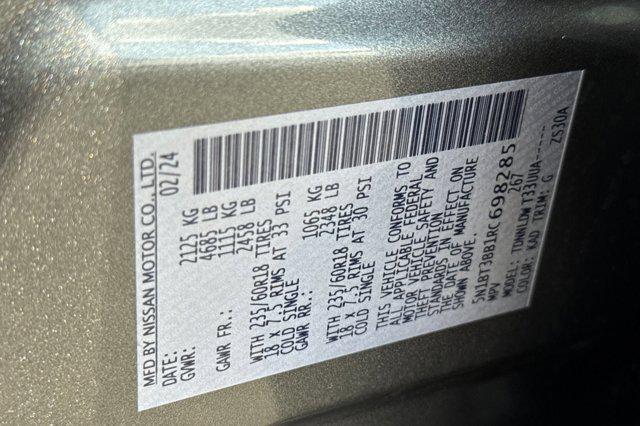 MFD BY NISSAN MOTOR CO., LTD.
DATE: 02/24
GVWR: 2125 KG
4685 LB
GAWR FR.: 1115 KG
2458 LB
WITH 235/60R18 TIRES
18 X 7.5 RIMS AT 33 PSI
COLD SINGLE
GAWR RR.: 1065 KG
2348 LB
WITH 235/60R18 TIRES
18 X 7.5 RIMS AT 30 PSI
COLD SINGLE
THIS VEHICLE CONFORMS TO
ALL APPLICABLE FEDERAL
MOTOR VEHICLE SAFETY AND
THEFT PREVENTION
STANDARDS IN EFFECT ON
THE DATE OF MANUFACTURE
SHOWN ABOVE.
5N1BT3BB1RC698285
MPV 267
MODEL: TDNNLDW T33UUA-----
COLOR: KAD TRIM: G ZS30A